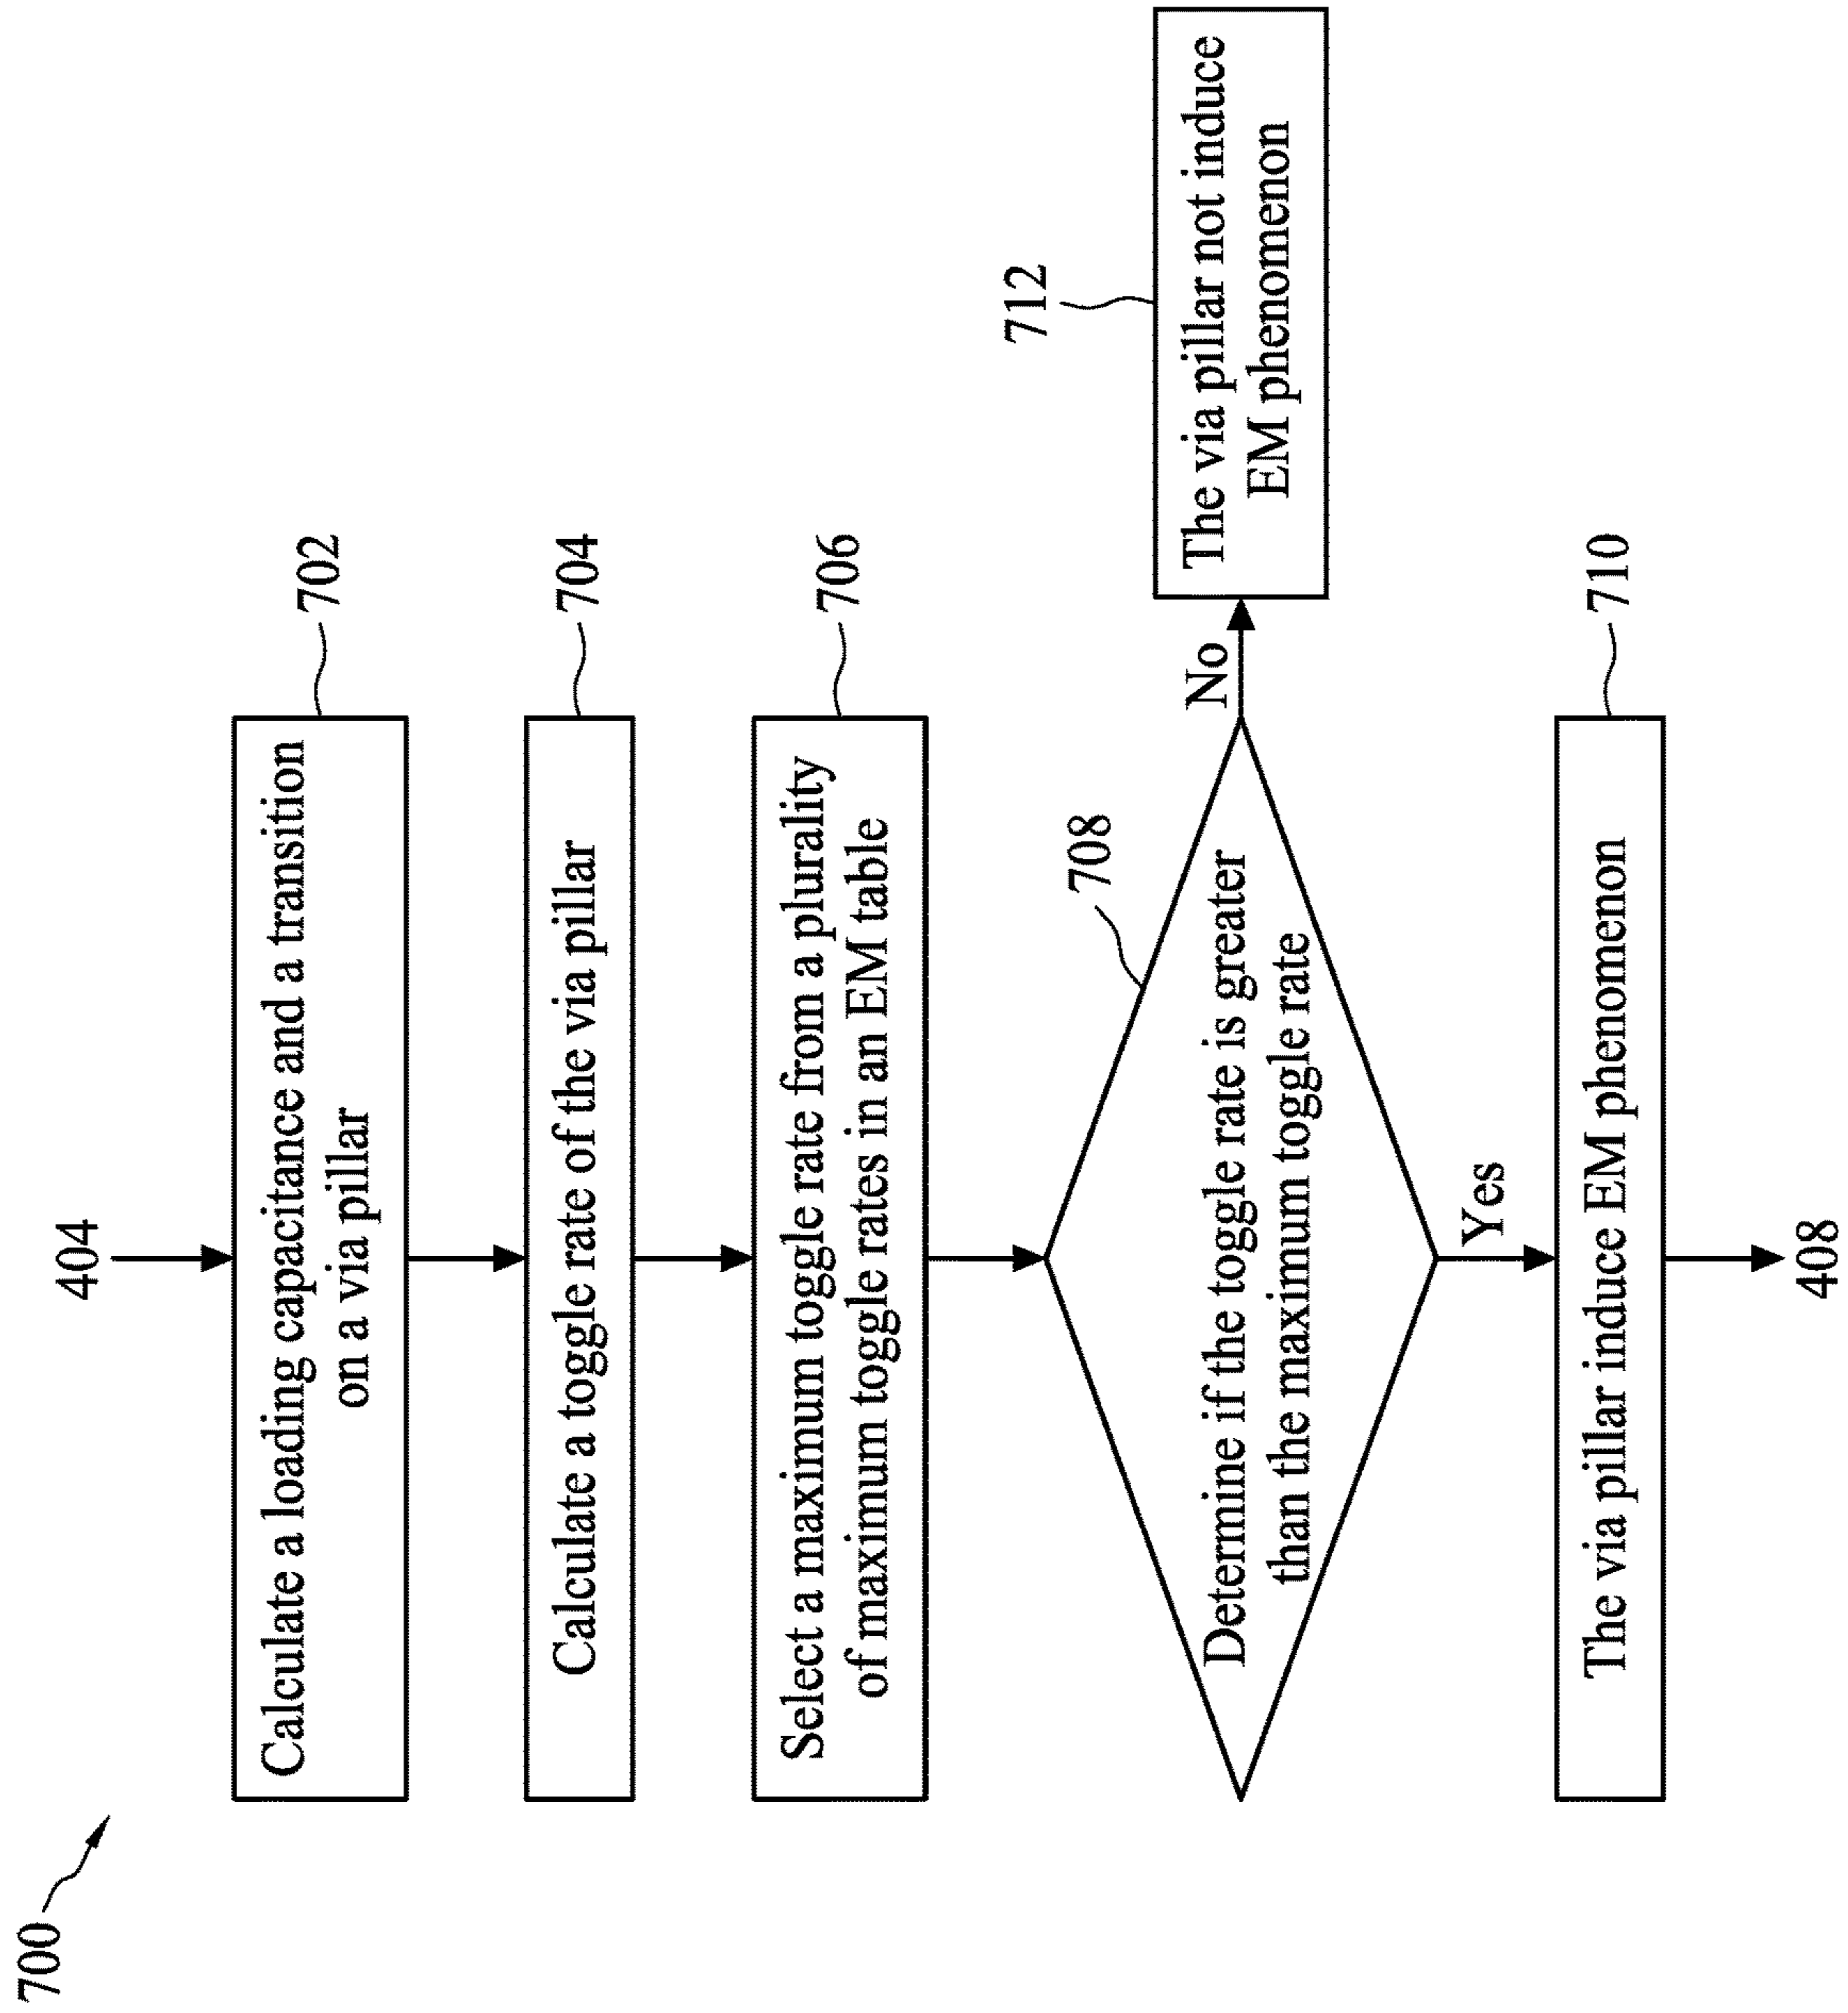 700
404
Calculate a loading capacitance and a transition
on a via pillar
702
Calculate a toggle rate of the via pillar
704
Select a maximum toggle rate from a plurality
of maximum toggle rates in an EM table
706
708
Determine if the toggle rate is greater
than the maximum toggle rate
No
712
The via pillar not induce
EM phenomenon
Yes
The via pillar induce EM phenomenon
710
408